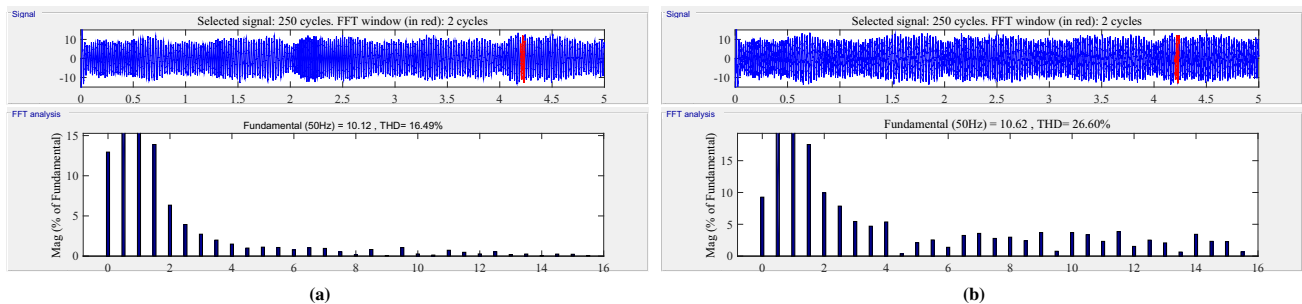 Signal
Selected signal: 250 cycles. FFT window (in red): 2 cycles
10
0
-10
0 0.5 1 1.5 2 2.5 3 3.5 4 4.5 5
FFT analysis
Fundamental (50Hz) = 10.12 , THD= 16.49%
Mag (% of Fundamental)
15
10
5
0
0 2 4 6 8 10 12 14 16
(a)
Signal
Selected signal: 250 cycles. FFT window (in red): 2 cycles
10
0
-10
0 0.5 1 1.5 2 2.5 3 3.5 4 4.5 5
FFT analysis
Fundamental (50Hz) = 10.62 , THD= 26.60%
Mag (% of Fundamental)
15
10
5
0
0 2 4 6 8 10 12 14 16
(b)